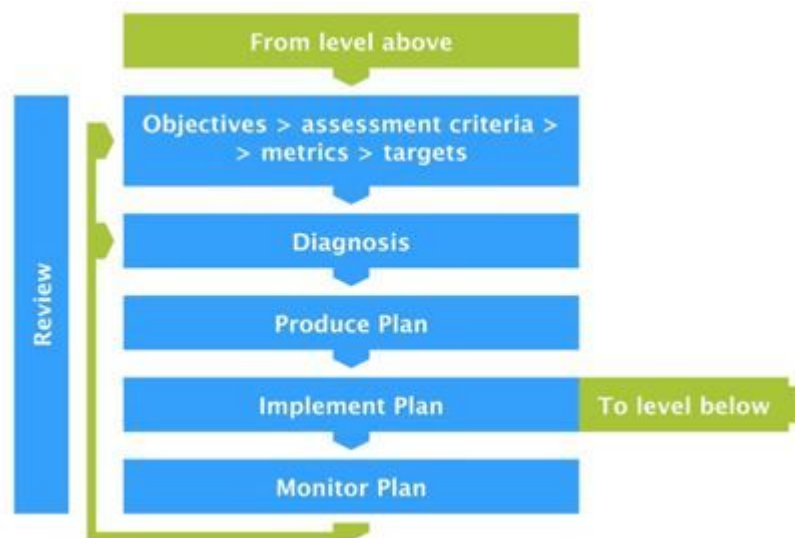 From level above
Objectives > assessment criteria >
> metrics > targets
Diagnosis
Review
Produce Plan
Implement Plan
To level below
Monitor Plan